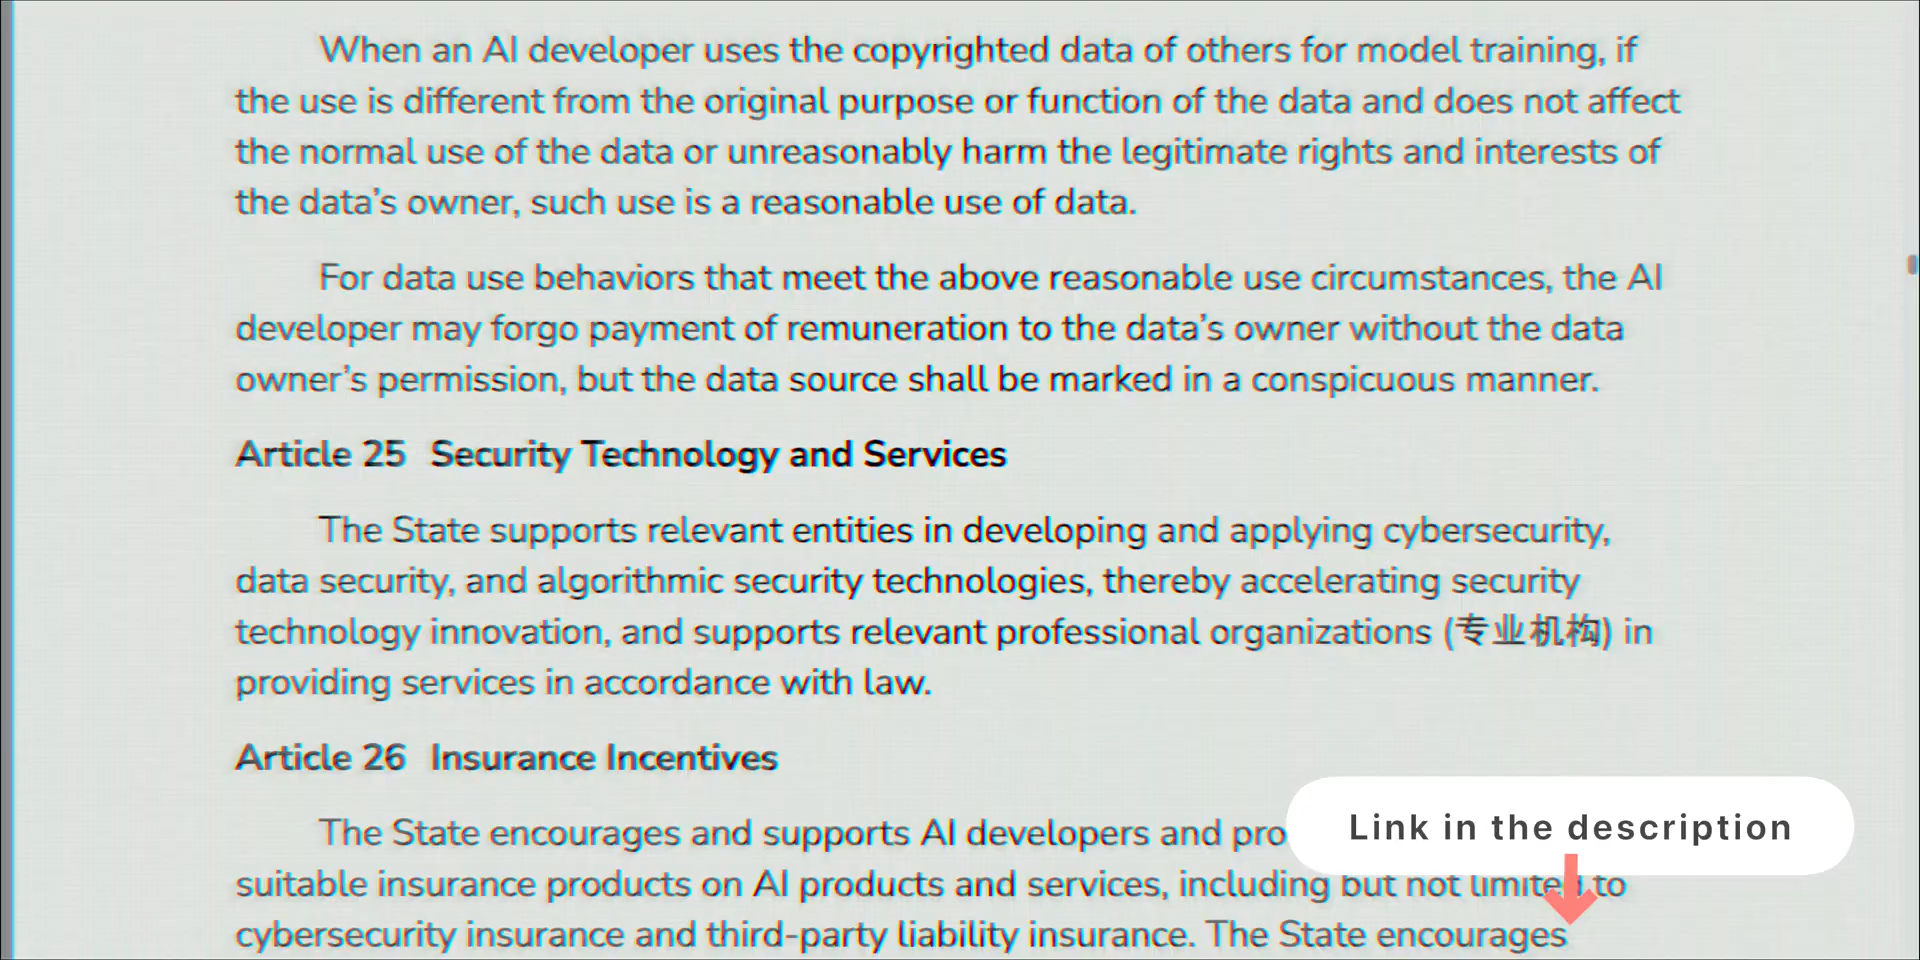 When an AI developer uses the copyrighted data of others for model training, if
the use is different from the original purpose or function of the data and does not affect
the normal use of the data or unreasonably harm the legitimate rights and interests of
the data’s owner, such use is a reasonable use of data.
For data use behaviors that meet the above reasonable use circumstances, the AI
developer may forgo payment of remuneration to the data’s owner without the data
owner’s permission, but the data source shall be marked in a conspicuous manner.
Article 25 Security Technology and Services
The State supports relevant entities in developing and applying cybersecurity,
data security, and algorithmic security technologies, thereby accelerating security
technology innovation, and supports relevant professional organizations (专业机构) in
providing services in accordance with law.
Article 26 Insurance Incentives
The State encourages and supports AI developers and
Link in the description
suitable insurance products on AI products and services, including but not limited to
cybersecurity insurance and third-party liability insurance. The State encourages